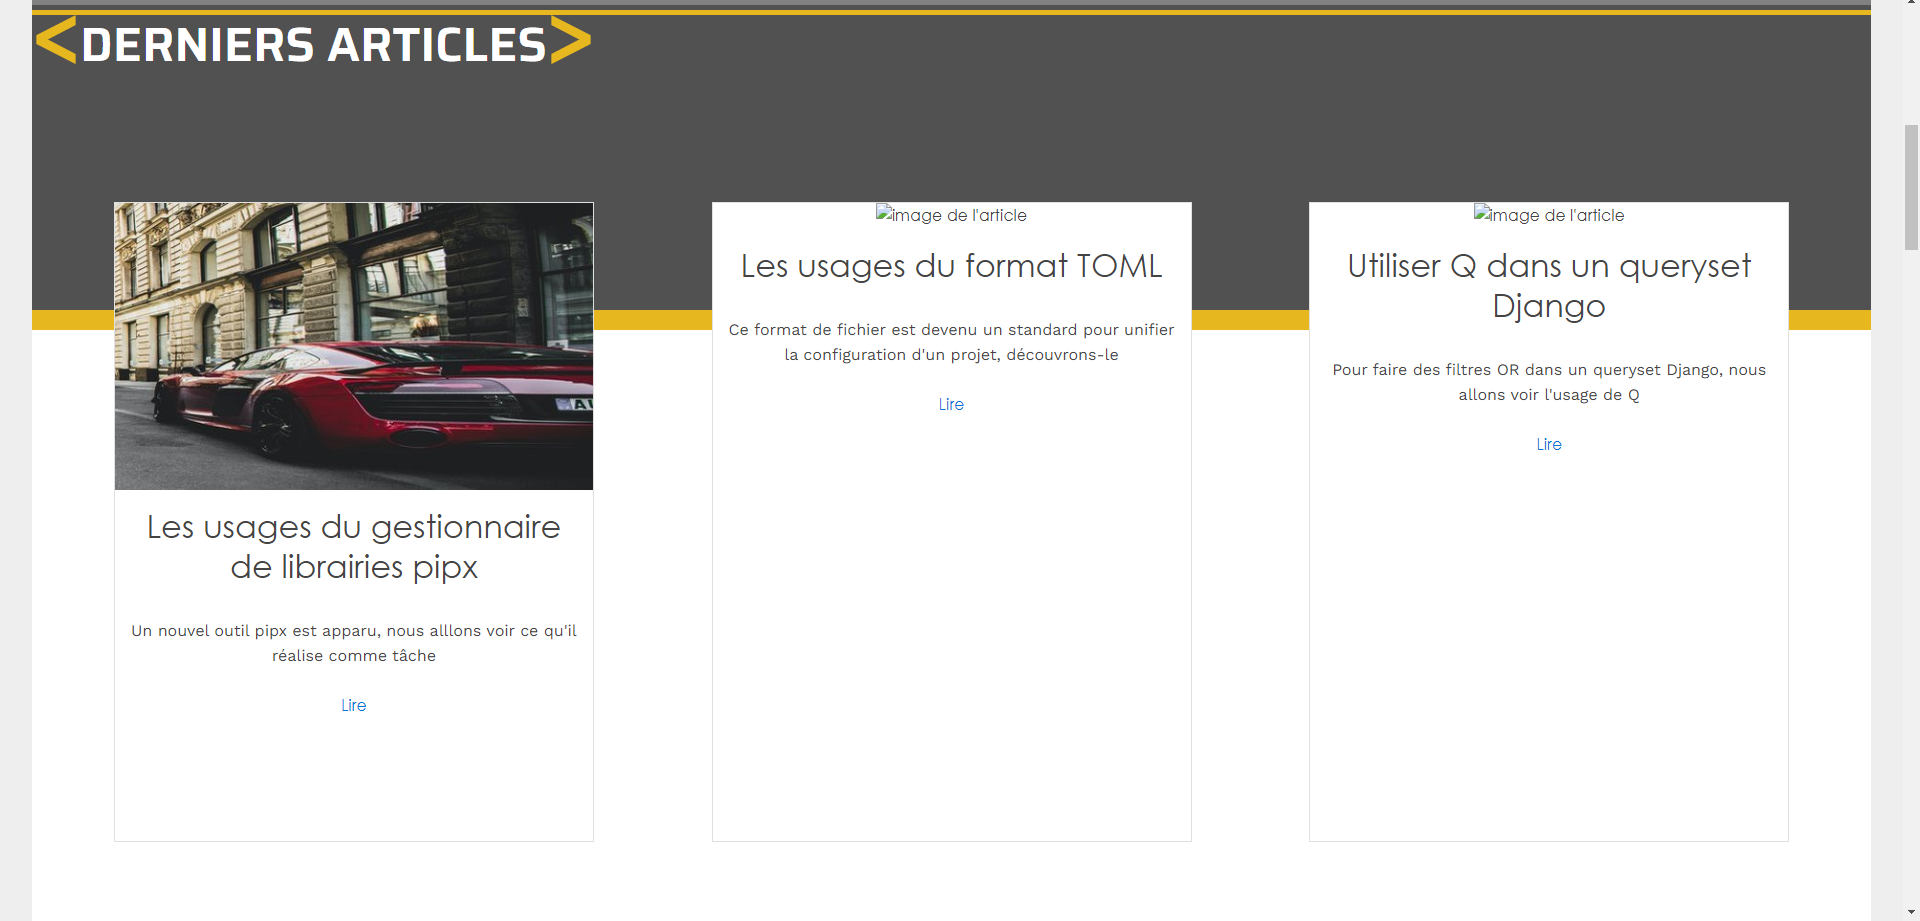 <DERNIERS ARTICLES>
Les usages du gestionnaire
de librairies pipx
Un nouvel outil pipx est apparu, nous alllons voir ce qu'il
réalise comme tâche
Lire
image de l'article
Les usages du format TOML
Ce format de fichier est devenu un standard pour unifier
la configuration d'un projet, découvrons-le
Lire
image de l'article
Utiliser Q dans un queryset
Django
Pour faire des filtres OR dans un queryset Django, nous
allons voir l'usage de Q
Lire